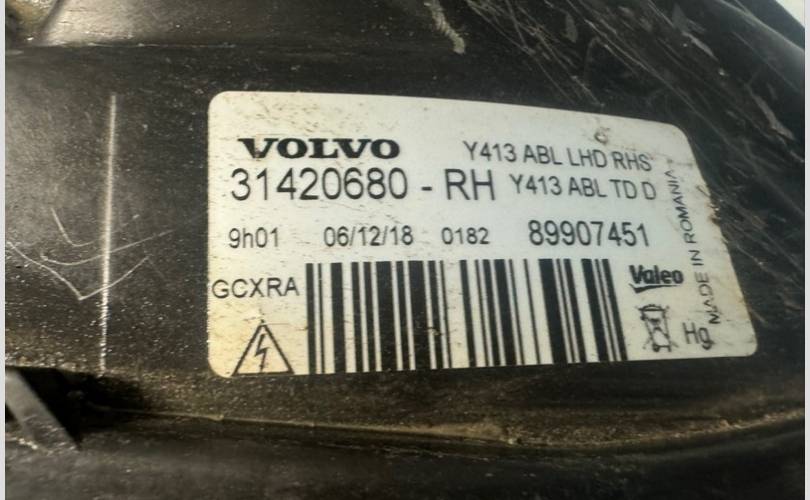 VOLVO Y413 ABL LHD RHS
31420680 - RH Y413 ABL TD D
9h01 06/12/18 0182 89907451
GCXRA
Valeo
Hg
MADE IN ROMANIA